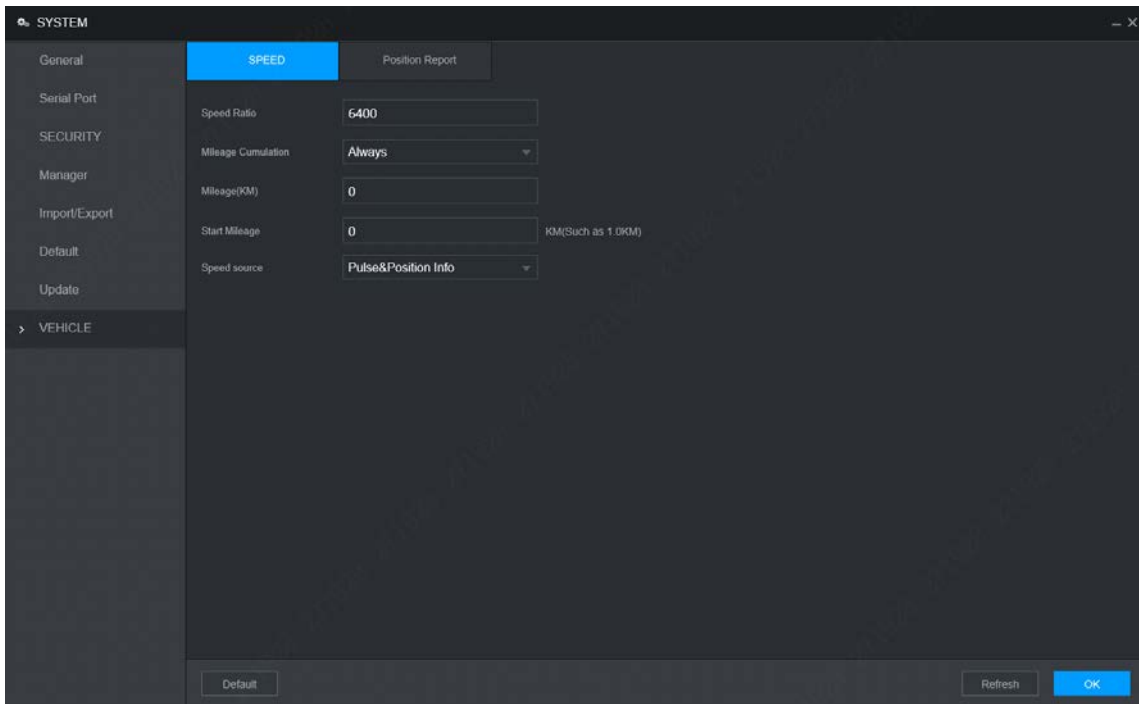 SYSTEM
General
Serial Port
SECURITY
Manager
Import/Export
Default
Update
VEHICLE
SPEED
Position Report
Speed Ratio 6400
Mileage Cumulation Always
Mileage(KM) 0
Start Mileage 0 KM(Such as 1.0KM)
Speed source Pulse&Position Info
Default
Refresh
OK